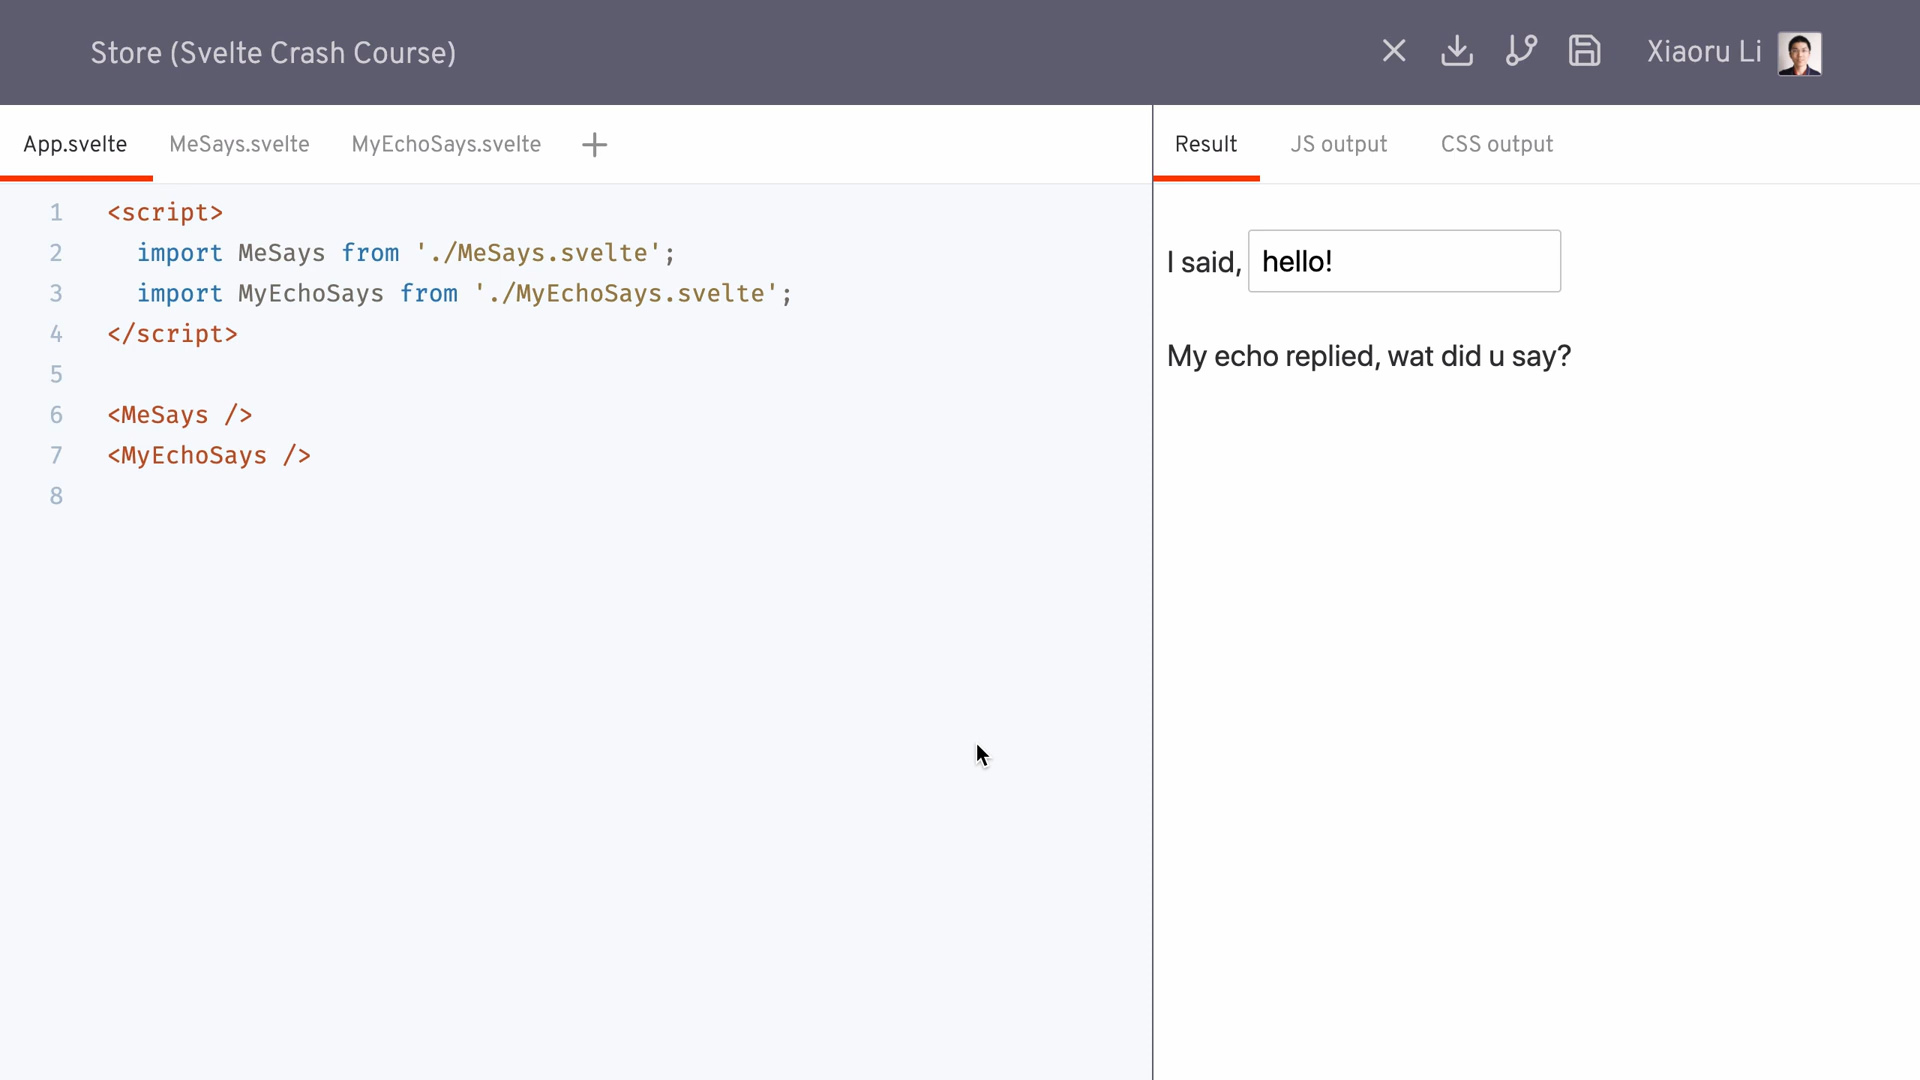 Store (Svelte Crash Course)
Xiaoru Li
App.svelte MeSays.svelte MyEchoSays.svelte +
Result JS output CSS output
1 <script>
2 import MeSays from './MeSays.svelte';
3 import MyEchoSays from './MyEchoSays.svelte';
4 </script>
5
6 <MeSays />
7 <MyEchoSays />
8
I said, hello!
My echo replied, wat did u say?